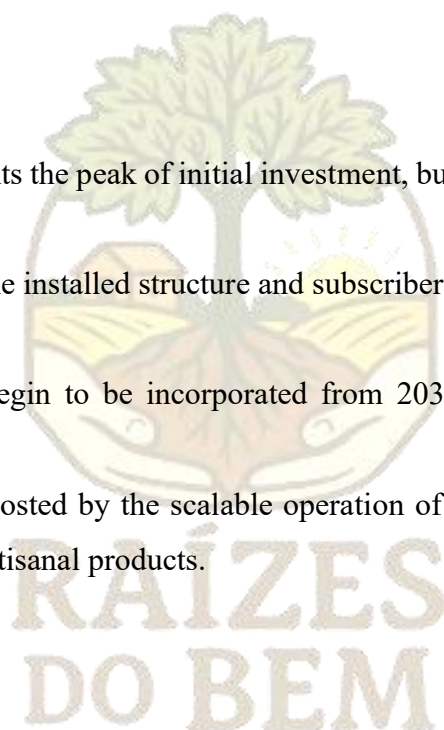 ts the peak of initial investment, bu
e installed structure and subscriber
egin to be incorporated from 203
osted by the scalable operation of
tisanal products.
RAÍZES
DO BEM